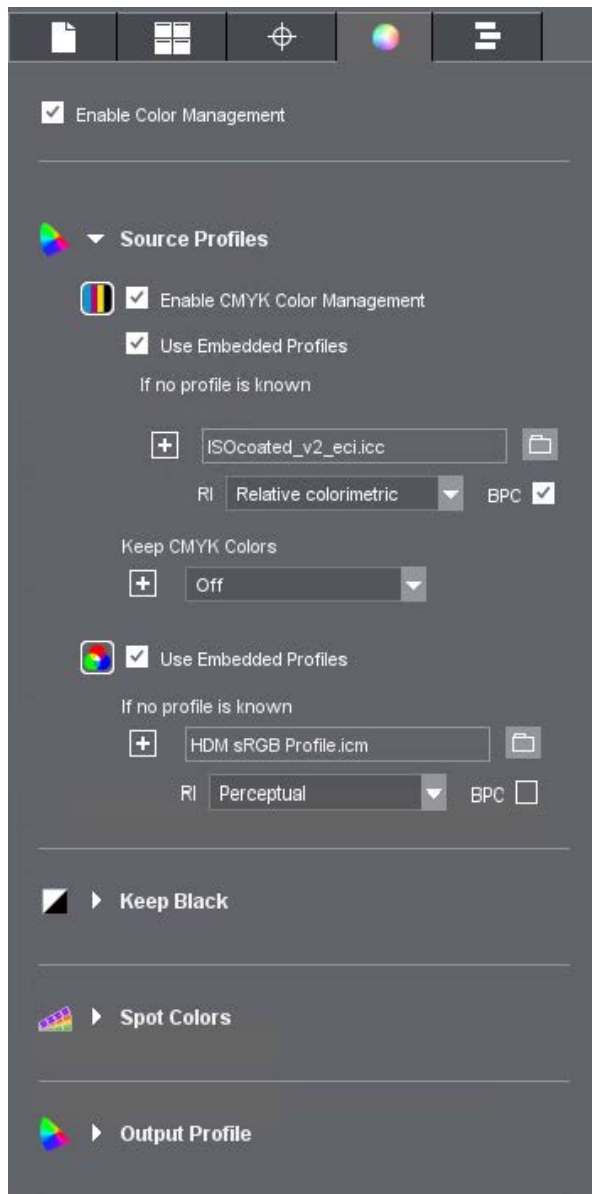 Enable Color Management
Source Profiles
Enable CMYK Color Management
Use Embedded Profiles
If no profile is known
ISOcoated_v2_eci.icc
RI Relative colorimetric BPC
Keep CMYK Colors
Off
Use Embedded Profiles
If no profile is known
HDM sRGB Profile.icm
RI Perceptual BPC
Keep Black
Spot Colors
Output Profile